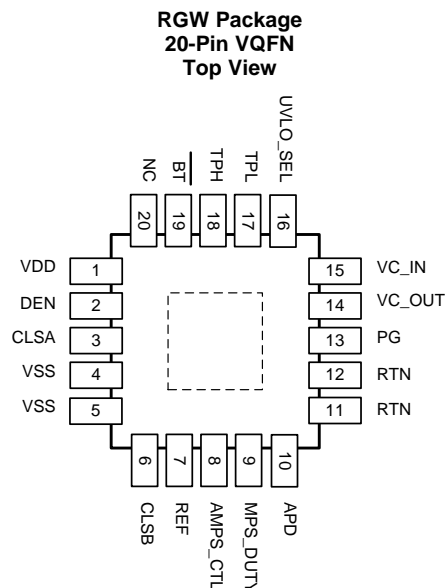 RGW Package
20-Pin VQFN
Top View
NC
BT
TPH
TPL
UVLO_SEL
20
19
18
17
16
VDD 1
DEN 2
CLSA 3
VSS 4
VSS 5
15 VC_IN
14 VC_OUT
13 PG
12 RTN
11 RTN
6
7
8
9
10
CLSB
REF
AMPS_CTL
MPS_DUTY
APD